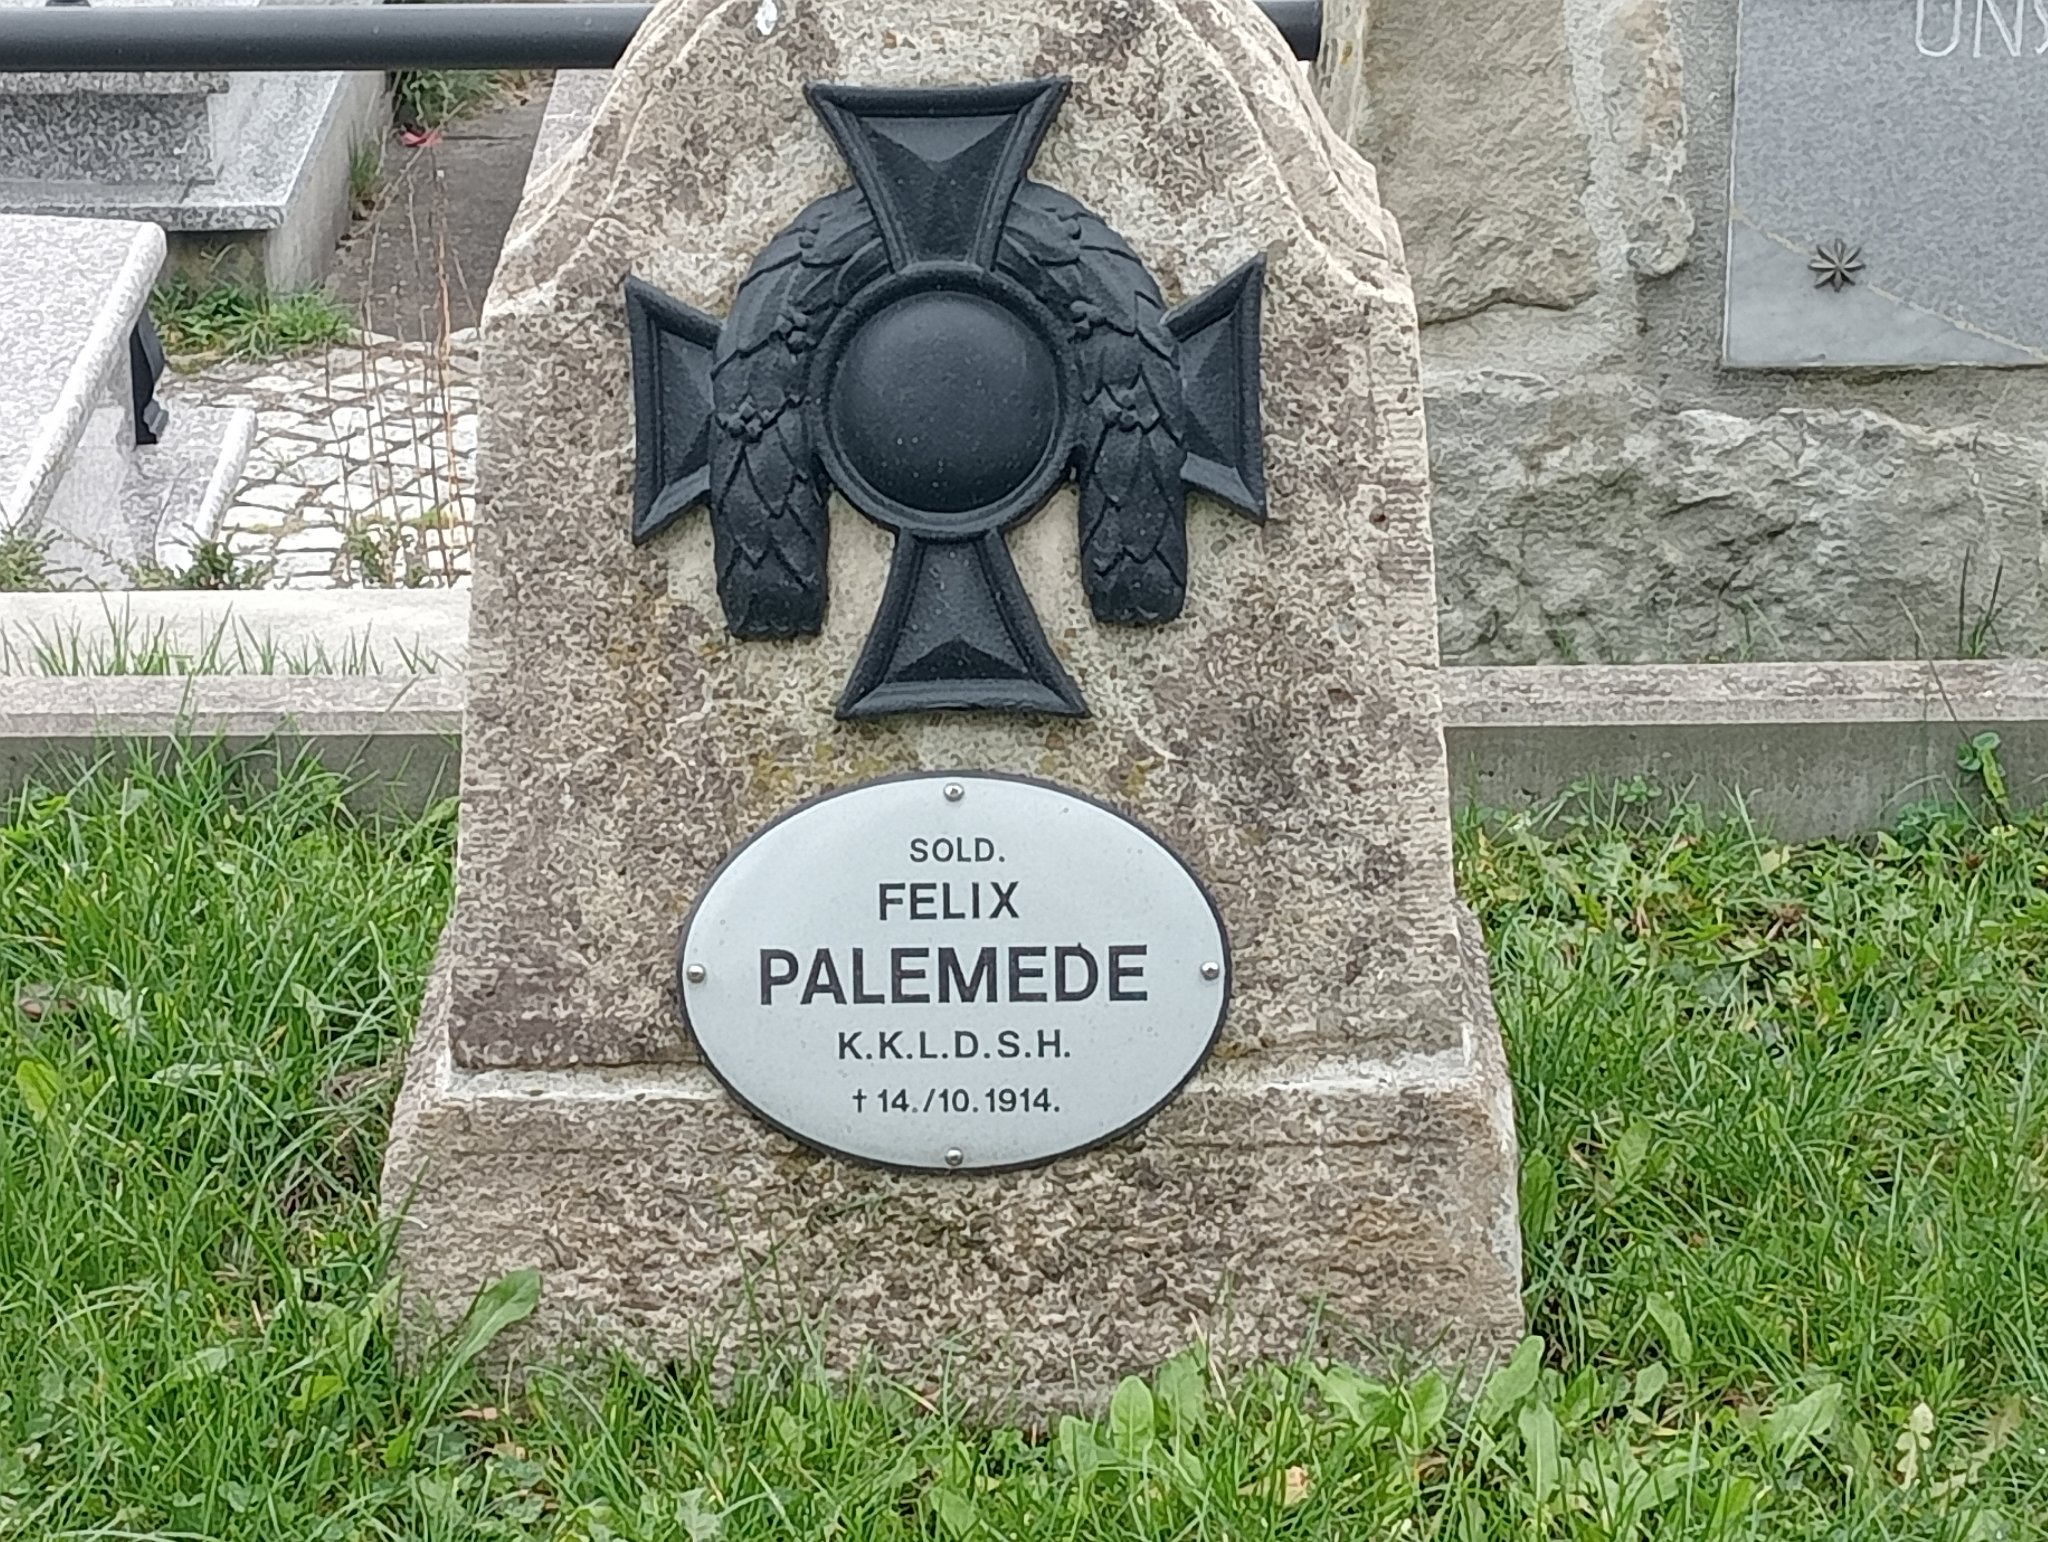 SOLD.
FELIX
PALEMEDE
K.K.L.D.S.H.
† 14./10.1914.